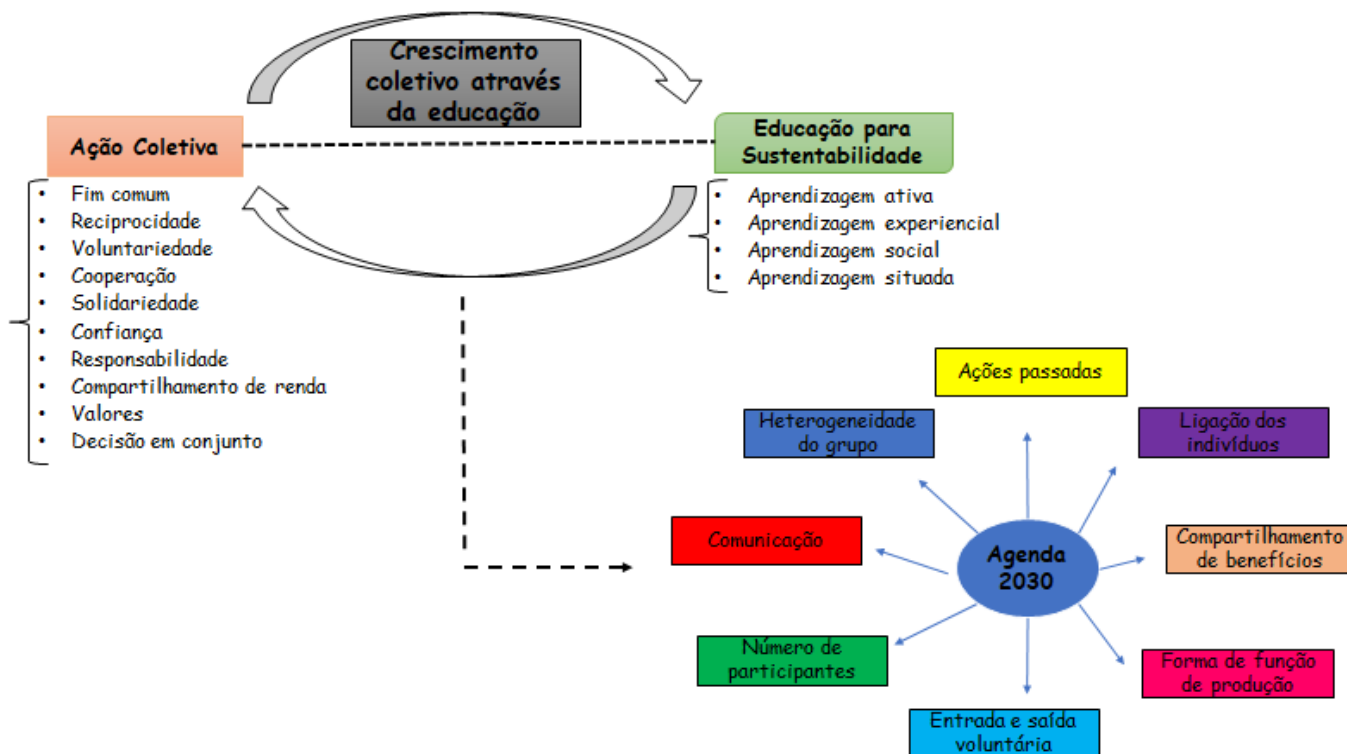 Crescimento
coletivo através
da educação
Ação Coletiva
• Fim comum
• Reciprocidade
• Voluntariedade
• Cooperação
• Solidariedade
• Confiança
• Responsabilidade
• Compartilhamento de renda
• Valores
• Decisão em conjunto
Educação para
Sustentabilidade
• Aprendizagem ativa
• Aprendizagem experiencial
• Aprendizagem social
• Aprendizagem situada
Ações passadas
Heterogeneidade
do grupo
Ligação dos
indivíduos
Comunicação
Agenda
2030
Compartilhamento
de benefícios
Número de
participantes
Forma de função
de produção
Entrada e saída
voluntária